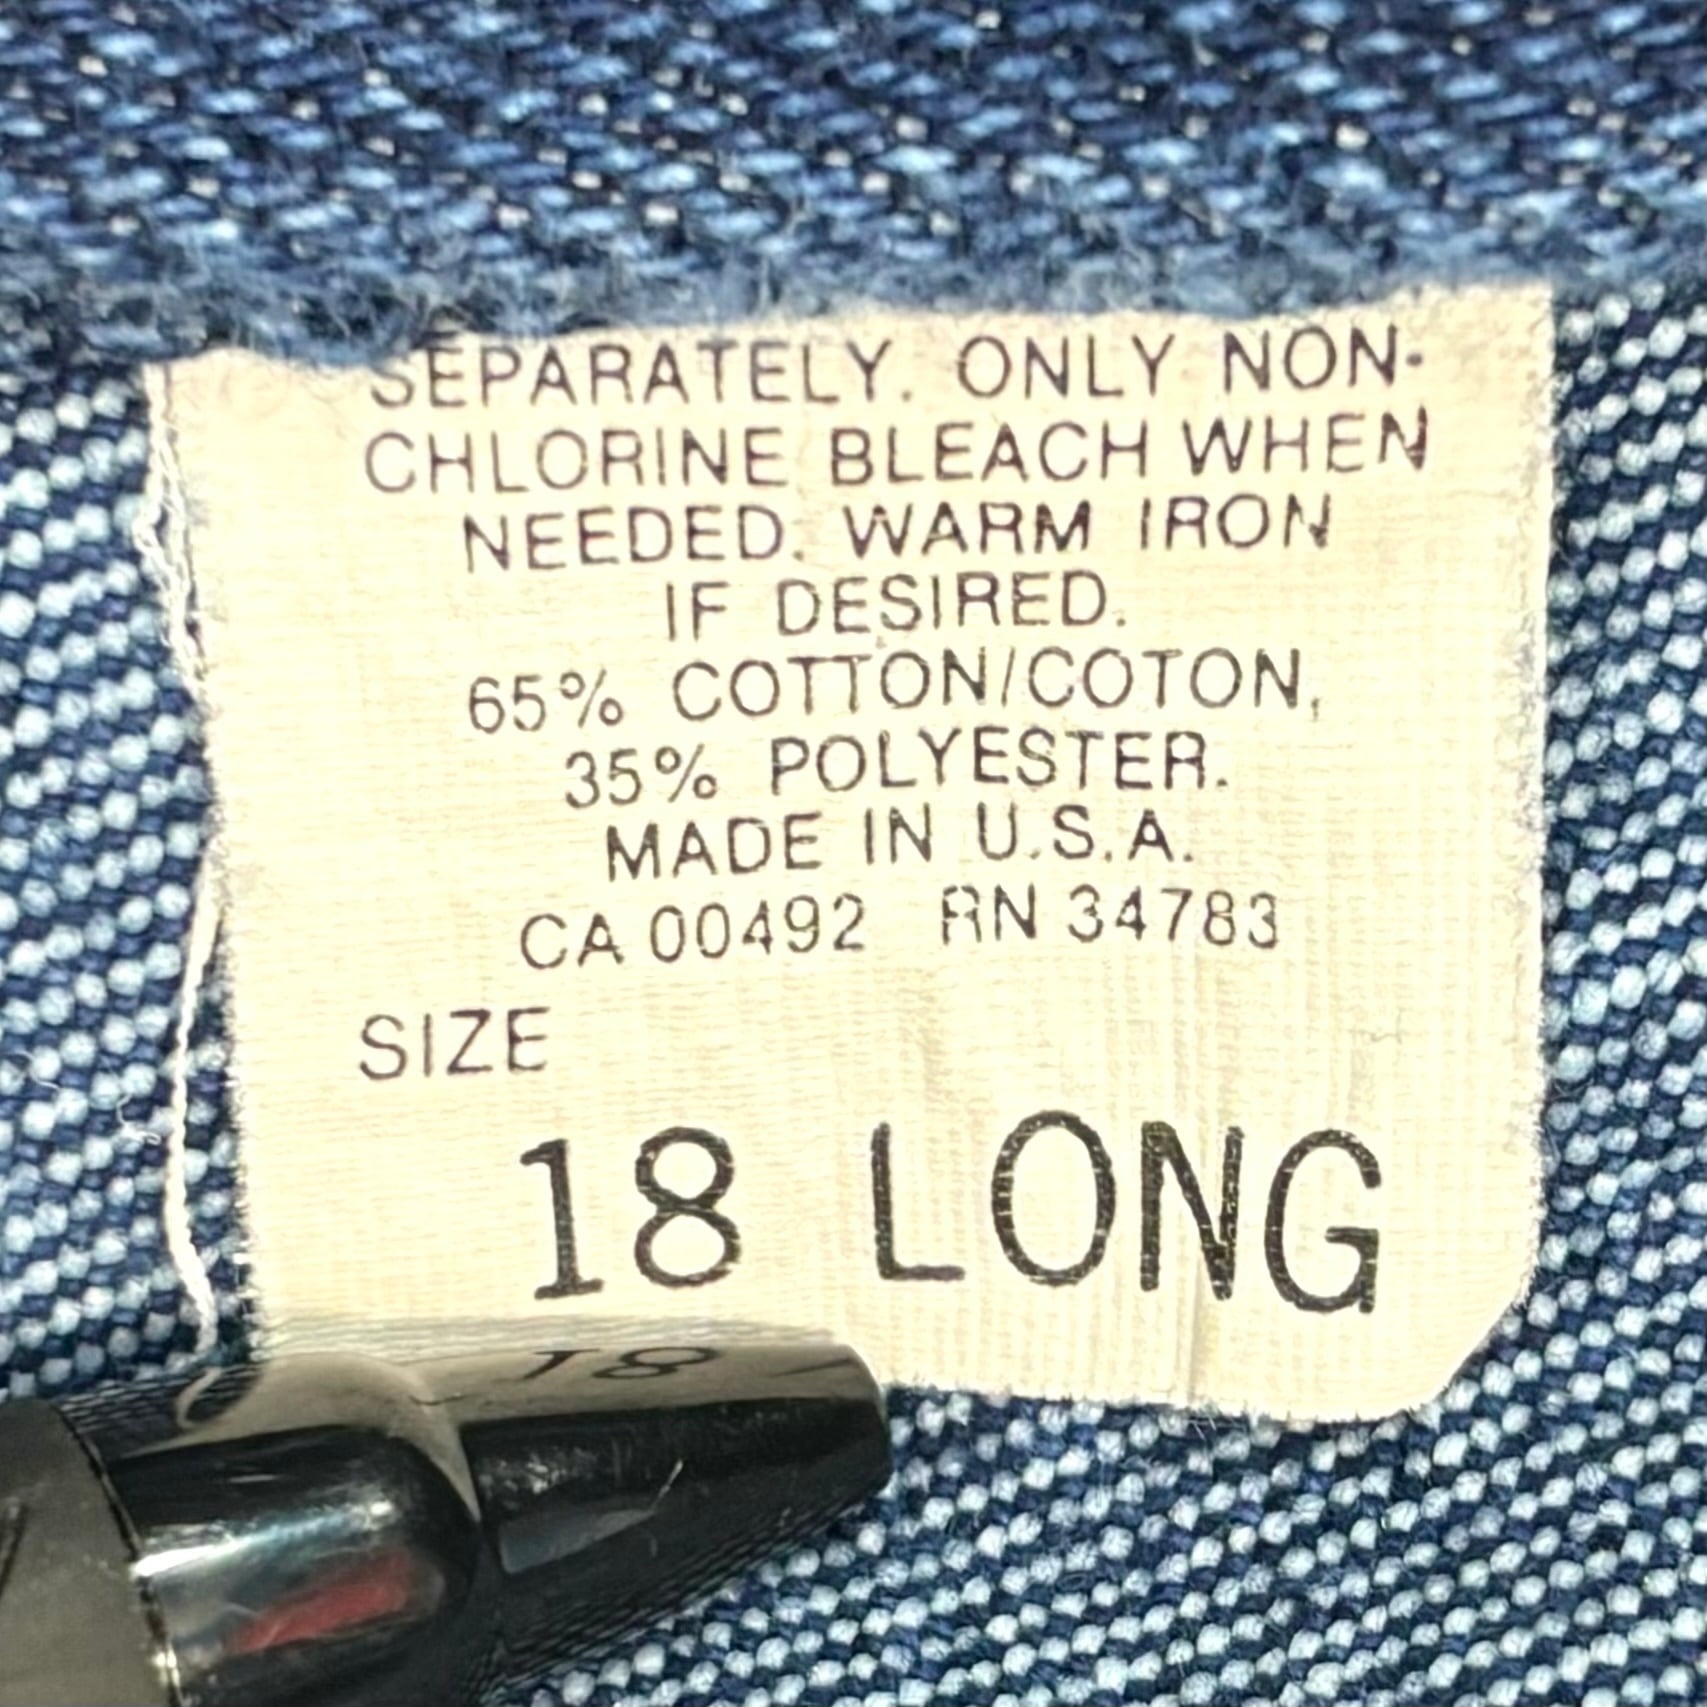 SEPARATELY. ONLY NON-
CHLORINE BLEACH WHEN
NEEDED. WARM IRON
IF DESIRED.
65% COTTON/COTON,
35% POLYESTER.
MADE IN U.S.A.
CA 00492 RN 34783
SIZE
18 LONG